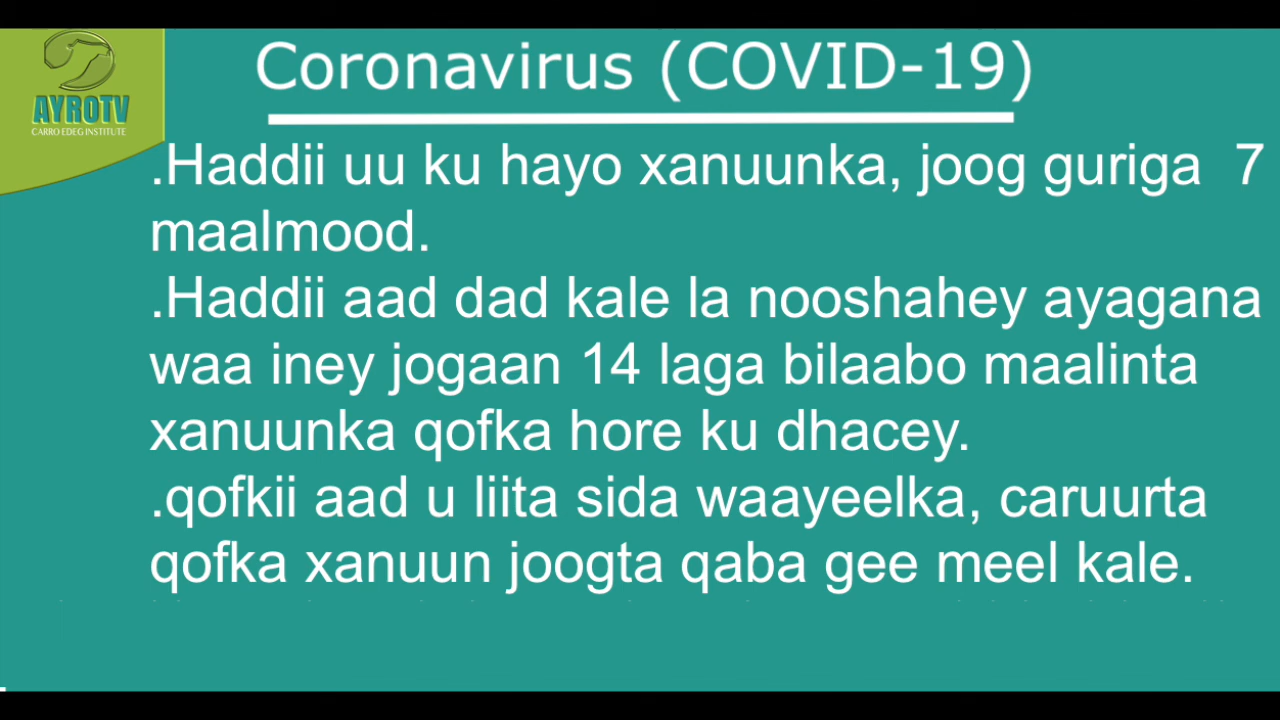 AYROTV
CARRO EDEG INSTITUTE
Coronavirus (COVID-19)
.Haddii uu ku hayo xanuunka, joog guriga 7
maalmood.
.Haddii aad dad kale la nooshahey ayagana
waa iney jogaan 14 laga bilaabo maalinta
xanuunka qofka hore ku dhacey.
.qofkii aad u liita sida waayeelka, caruurta
qofka xanuun joogta qaba gee meel kale.